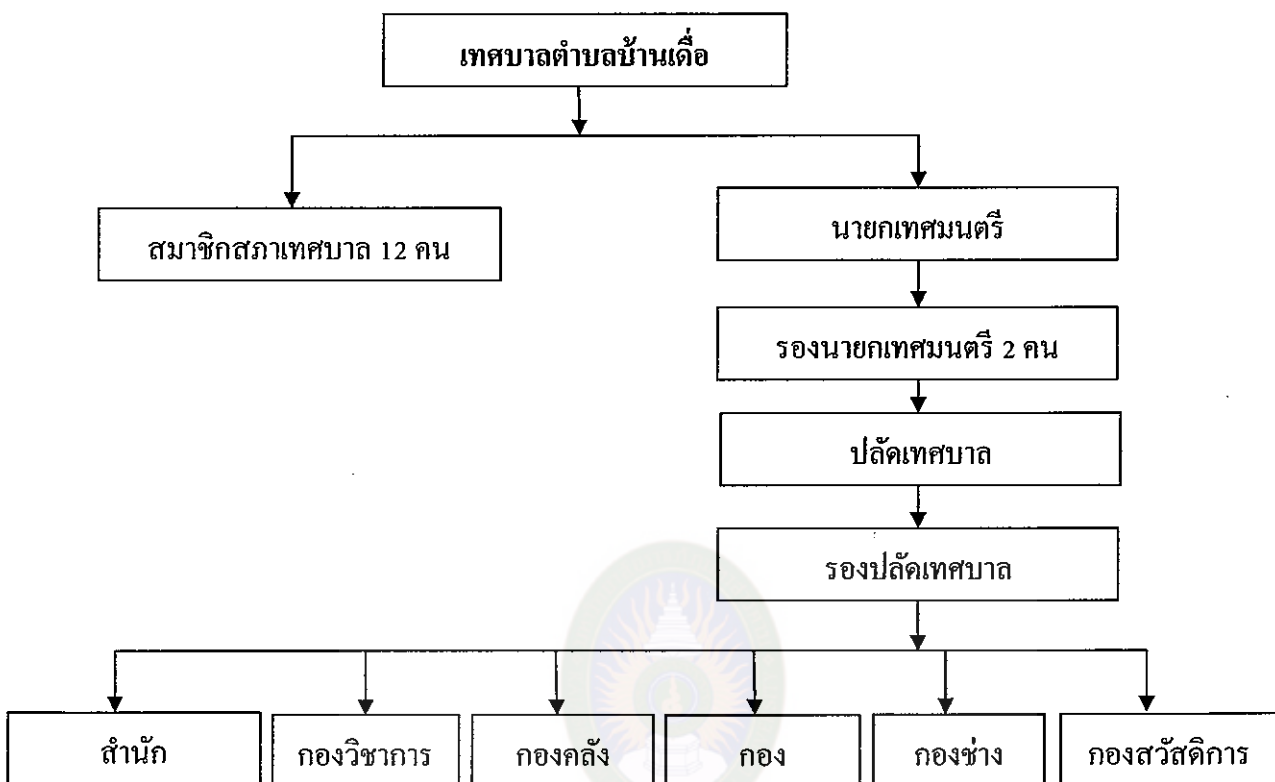 เทศบาลตำบลบ้านเดื่อ
สมาชิกสภาเทศบาล 12 คน
นายกเทศมนตรี
รองนายกเทศมนตรี 2 คน
ปลัดเทศบาล
รองปลัดเทศบาล
สำนัก
กองวิชาการ
กองคลัง
กอง
กองช่าง
กองสวัสดิการ